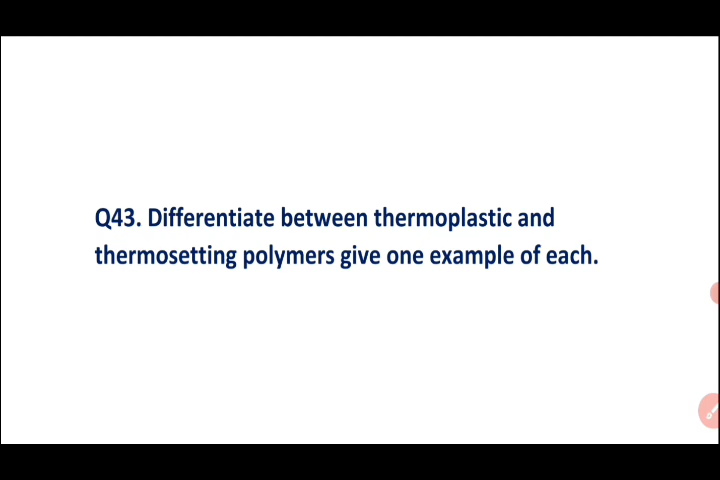 Q43. Differentiate between thermoplastic and
thermosetting polymers give one example of each.